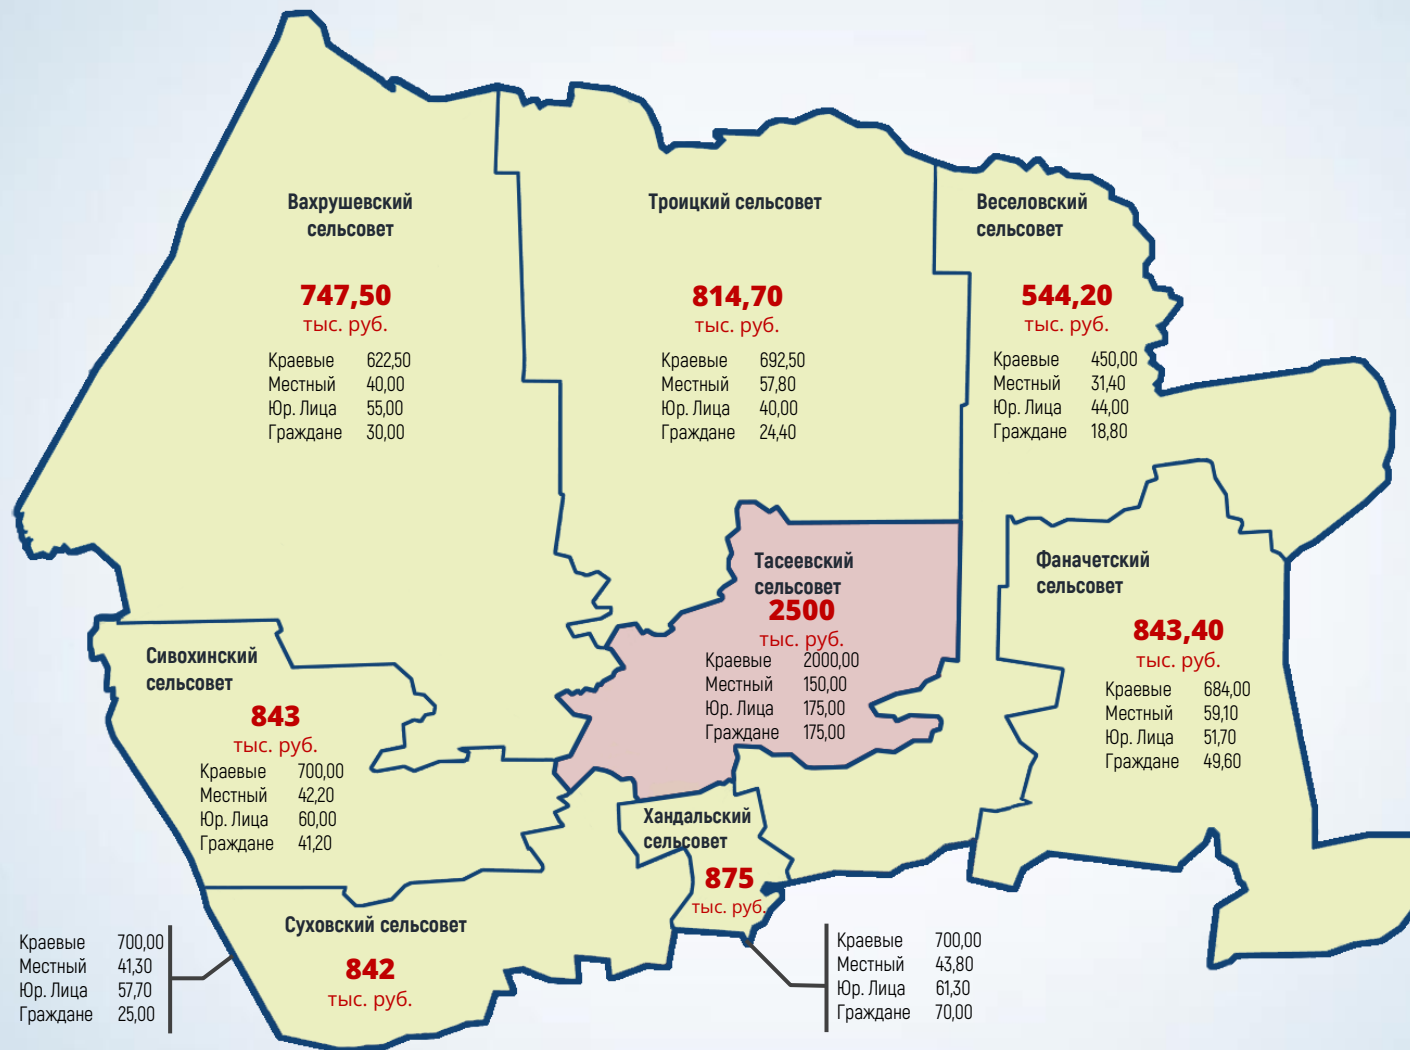 Вахрушевский
сельсовет
747,50
тыс. руб.
Краевые 622,50
Местный 40,00
Юр. Лица 55,00
Граждане 30,00
Троицкий сельсовет
814,70
тыс. руб.
Краевые 692,50
Местный 57,80
Юр. Лица 40,00
Граждане 24,40
Веселовский
сельсовет
544,20
тыс. руб.
Краевые 450,00
Местный 31,40
Юр. Лица 44,00
Граждане 18,80
Тасеевский
сельсовет
2500
тыс. руб.
Краевые 2000,00
Местный 150,00
Юр. Лица 175,00
Граждане 175,00
Фаначетский
сельсовет
843,40
тыс. руб.
Краевые 684,00
Местный 59,10
Юр. Лица 51,70
Граждане 49,60
Сивохинский
сельсовет
843
тыс. руб.
Краевые 700,00
Местный 42,20
Юр. Лица 60,00
Граждане 41,20
Хандальский
сельсовет
875
тыс. руб.
Краевые 700,00
Местный 43,80
Юр. Лица 61,30
Граждане 70,00
Суховский сельсовет
842
тыс. руб.
Краевые 700,00
Местный 41,30
Юр. Лица 57,70
Граждане 25,00